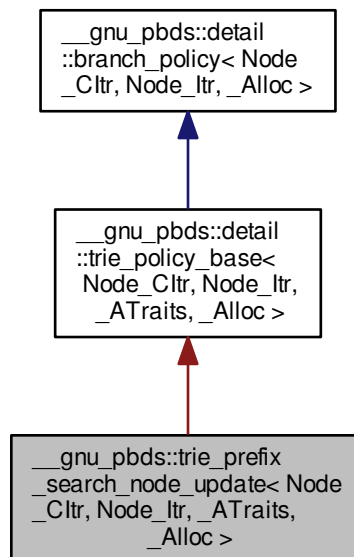 __gnu_pbds::detail
::branch_policy< Node
_CItr, Node_Itr, _Alloc >
__gnu_pbds::detail
::trie_policy_base<
Node_CItr, Node_Itr,
_ATraits, _Alloc >
__gnu_pbds::trie_prefix
_search_node_update< Node
_CItr, Node_Itr, _ATraits,
_Alloc >